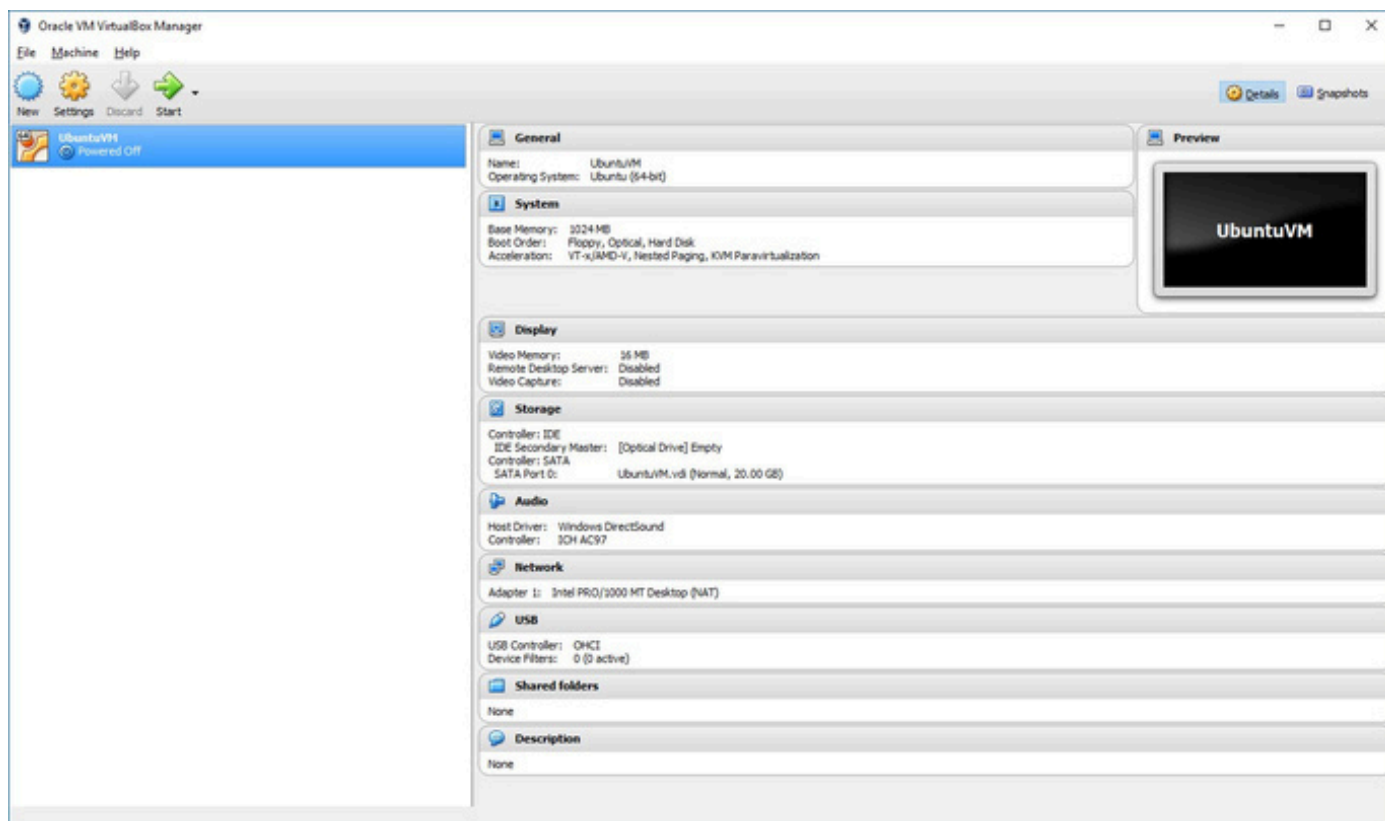 Oracle VM VirtualBox Manager
File Machine Help
New Settings Discard Start
Details Snapshots
UbuntuVM
Powered Off
General
Name: UbuntuVM
Operating System: Ubuntu (64-bit)
System
Base Memory: 1024 MB
Boot Order: Floppy, Optical, Hard Disk
Acceleration: VT-x/AMD-V, Nested Paging, KVM Paravirtualization
Preview
UbuntuVM
Display
Video Memory: 16 MB
Remote Desktop Server: Disabled
Video Capture: Disabled
Storage
Controller: IDE
IDE Secondary Master: [Optical Drive] Empty
Controller: SATA
SATA Port 0: UbuntuVM.vdi (Normal, 20.00 GB)
Audio
Host Driver: Windows DirectSound
Controller: ICH AC97
Network
Adapter 1: Intel PRO/1000 MT Desktop (NAT)
USB
USB Controller: OHCI
Device Filters: 0 (0 active)
Shared folders
None
Description
None